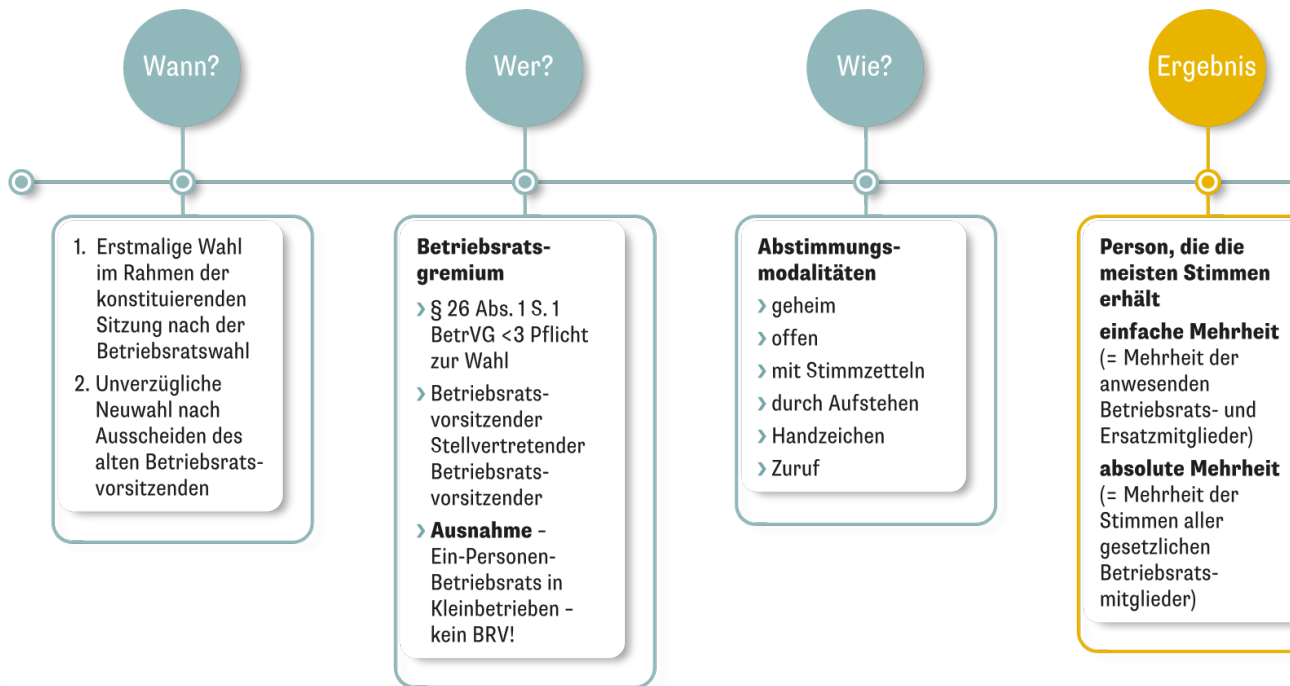 Wann?
Wer?
Wie?
Ergebnis
1. Erstmalige Wahl
im Rahmen der
konstituierenden
Sitzung nach der
Betriebsratswahl
2. Unverzügliche
Neuwahl nach
Ausscheiden des
alten Betriebsrats-
vorsitzenden
Betriebsrats-
gremium
› § 26 Abs. 1 S. 1
BetrVG <3 Pflicht
zur Wahl
› Betriebsrats-
vorsitzender
Stellvertretender
Betriebsrats-
vorsitzender
› Ausnahme –
Ein-Personen-
Betriebsrats in
Kleinbetrieben –
kein BRV!
Abstimmungs-
modalitäten
› geheim
› offen
› mit Stimmzetteln
› durch Aufstehen
› Handzeichen
› Zuruf
Person, die die
meisten Stimmen
erhält
einfache Mehrheit
(= Mehrheit der
anwesenden
Betriebsrats- und
Ersatzmitglieder)
absolute Mehrheit
(= Mehrheit der
Stimmen aller
gesetzlichen
Betriebsrats-
mitglieder)